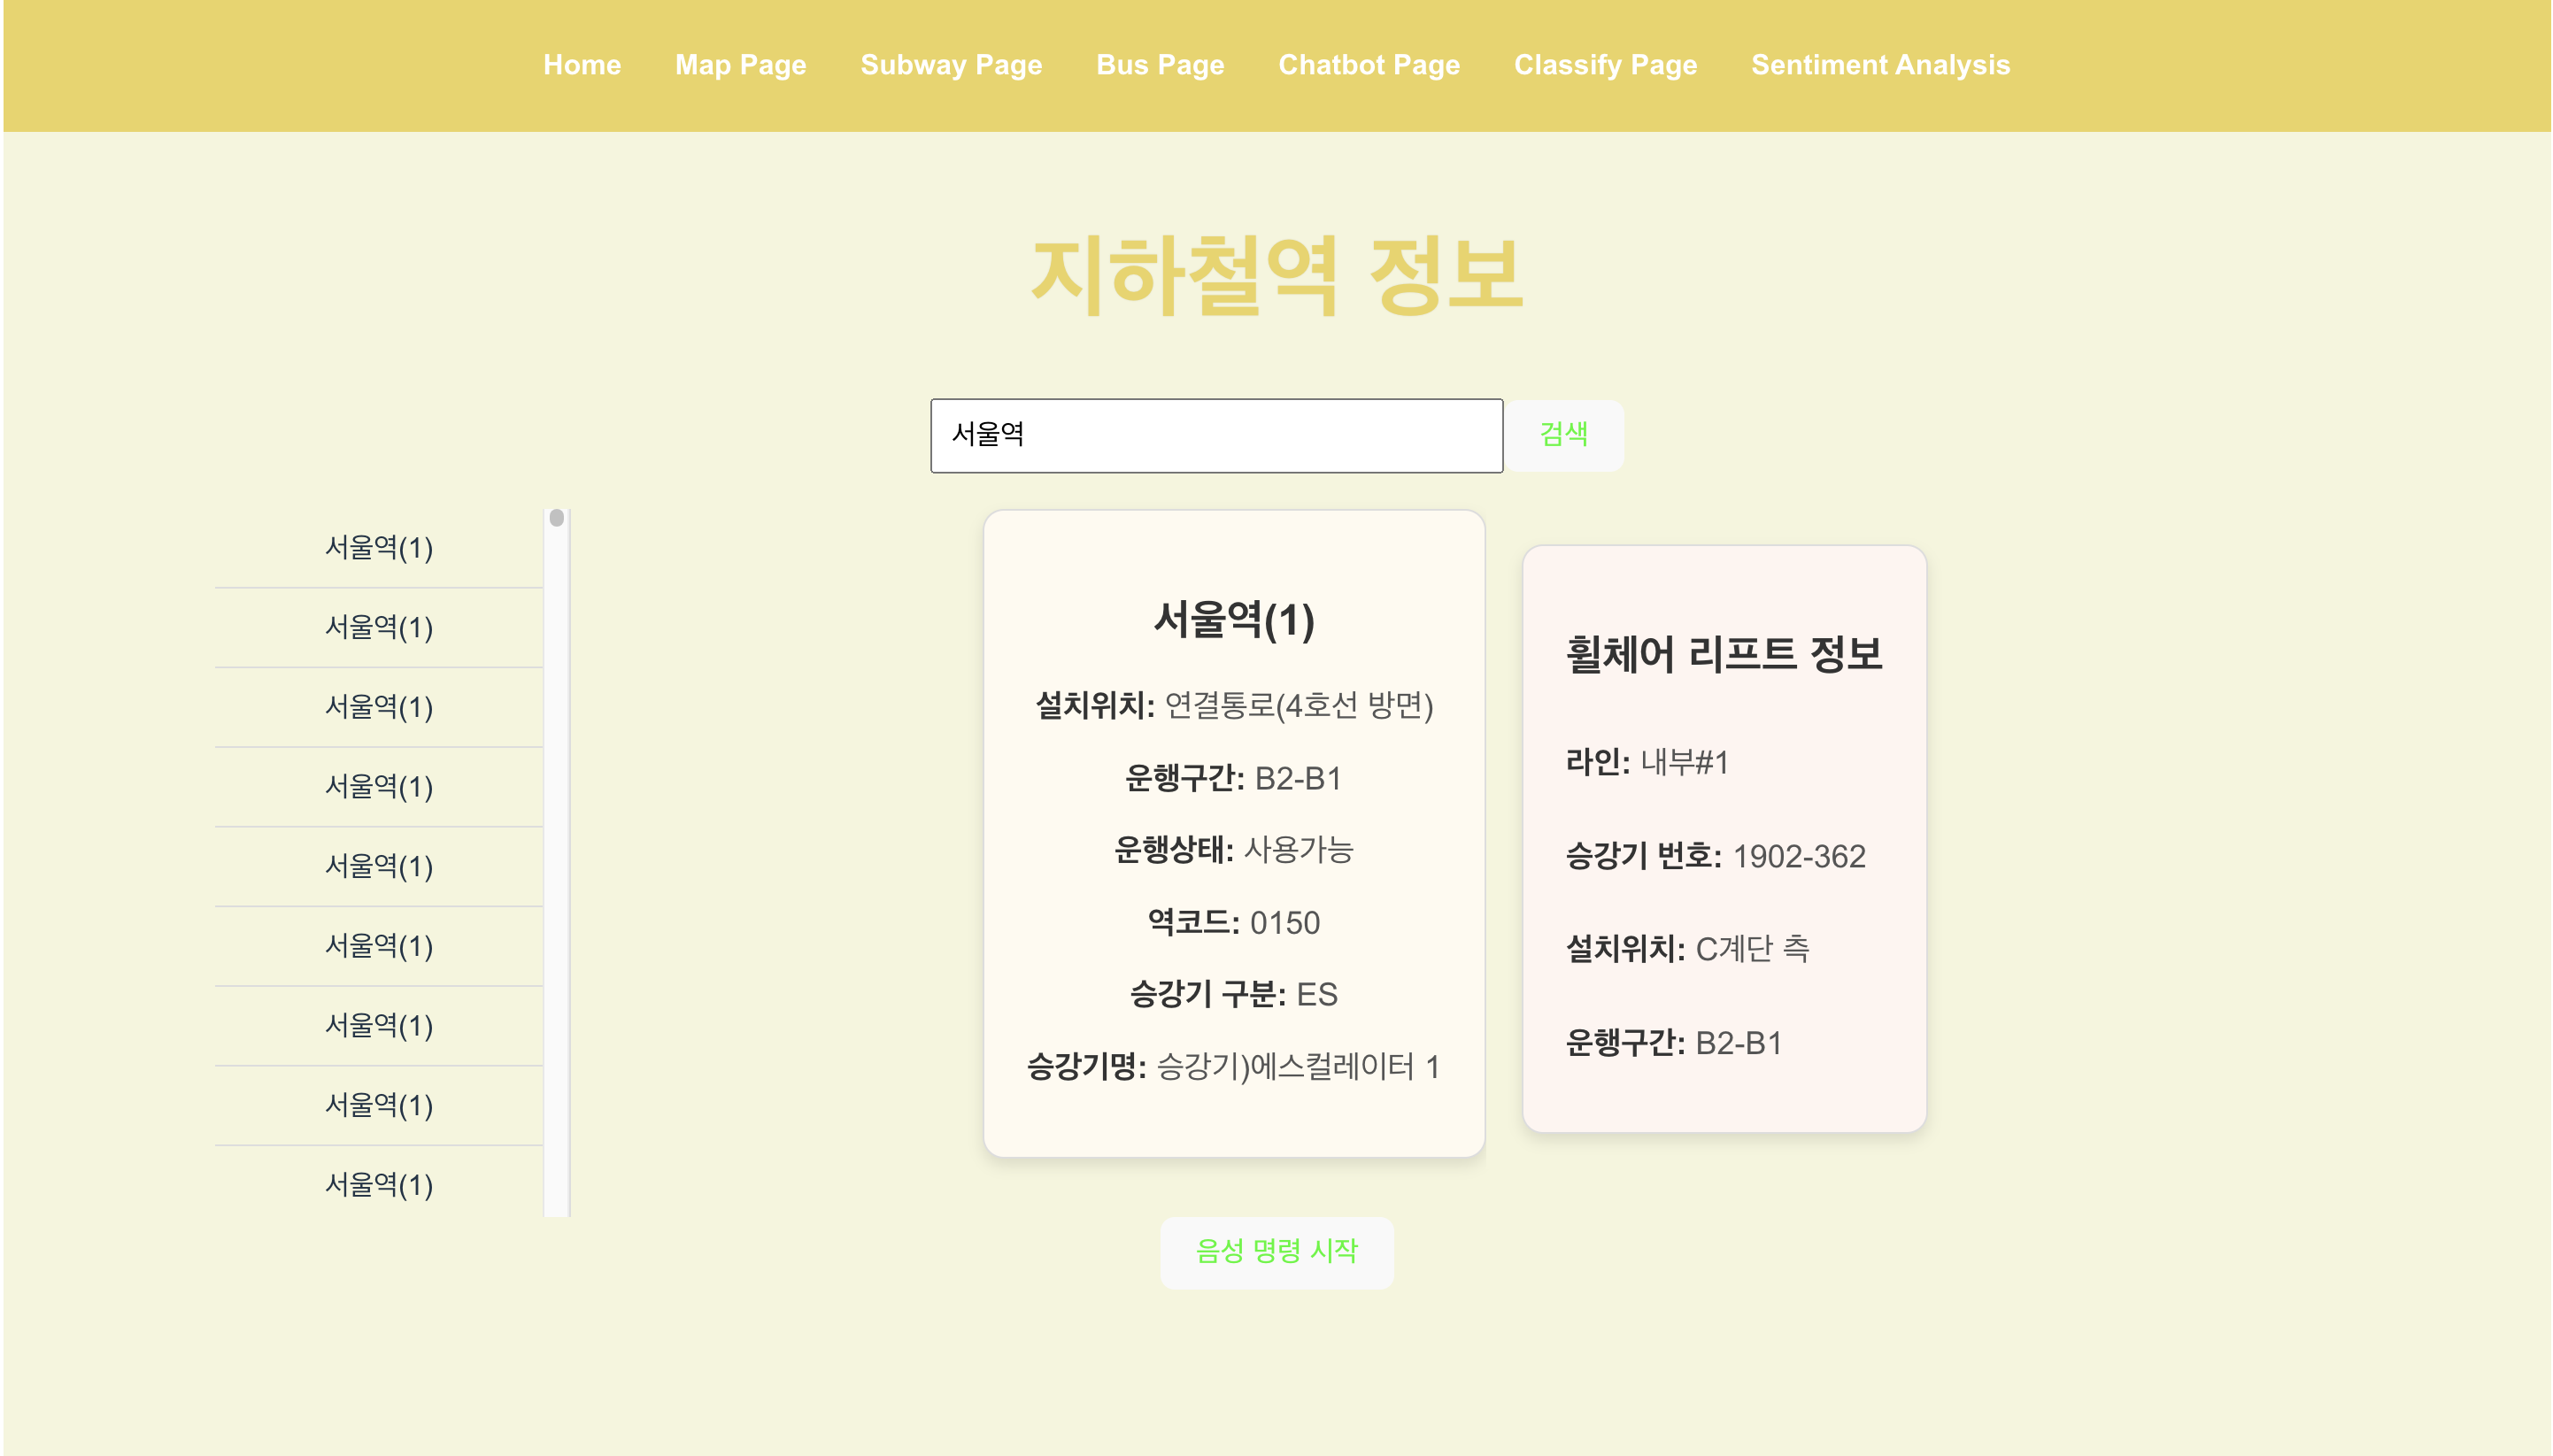 Home Map Page Subway Page Bus Page Chatbot Page Classify Page Sentiment Analysis
지하철역 정보
서울역 검색
서울역(1)
서울역(1)
서울역(1)
서울역(1)
서울역(1)
서울역(1)
서울역(1)
서울역(1)
서울역(1)
서울역(1)
설치위치: 연결통로(4호선 방면)
운행구간: B2-B1
운행상태: 사용가능
역코드: 0150
승강기 구분: ES
승강기명: 승강기)에스컬레이터 1
휠체어 리프트 정보
라인: 내부#1
승강기 번호: 1902-362
설치위치: C계단 측
운행구간: B2-B1
음성 명령 시작